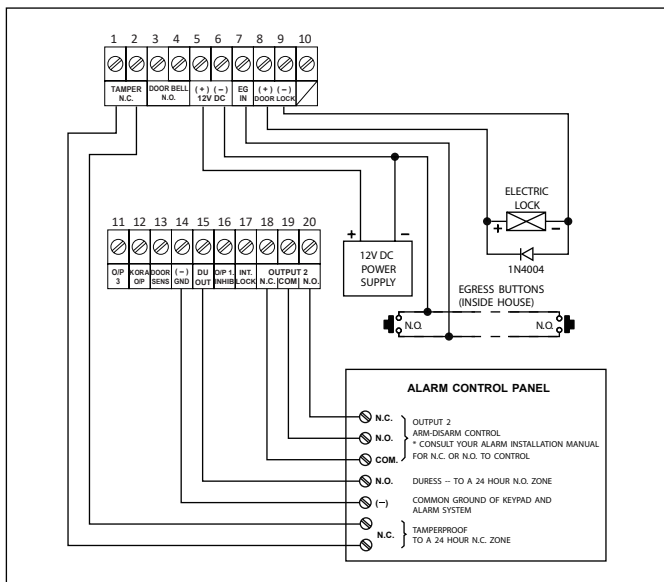 1 2 3 4 5 6 7 8 9 10
TAMPER N.C.
DOOR BELL N.O.
(+) (−) 12V DC
EG IN
(+) (−) DOOR LOCK
11 12 13 14 15 16 17 18 19 20
O/P 3
KORA O/P
DOOR SENS
(−) GND
DU OUT
O/P 1. INHIB
INT. LOCK
OUTPUT 2
N.C. COM N.O.
+ −
12V DC
POWER
SUPPLY
ELECTRIC
LOCK
+ −
1N4004
EGRESS BUTTONS
(INSIDE HOUSE)
N.O. N.O.
ALARM CONTROL PANEL
N.C.
N.O.
COM.
OUTPUT 2
ARM-DISARM CONTROL
* CONSULT YOUR ALARM INSTALLATION MANUAL
FOR N.C. OR N.O. TO CONTROL
N.O. DURESS -- TO A 24 HOUR N.O. ZONE
(−) COMMON GROUND OF KEYPAD AND
ALARM SYSTEM
N.C. TAMPERPROOF
TO A 24 HOUR N.C. ZONE